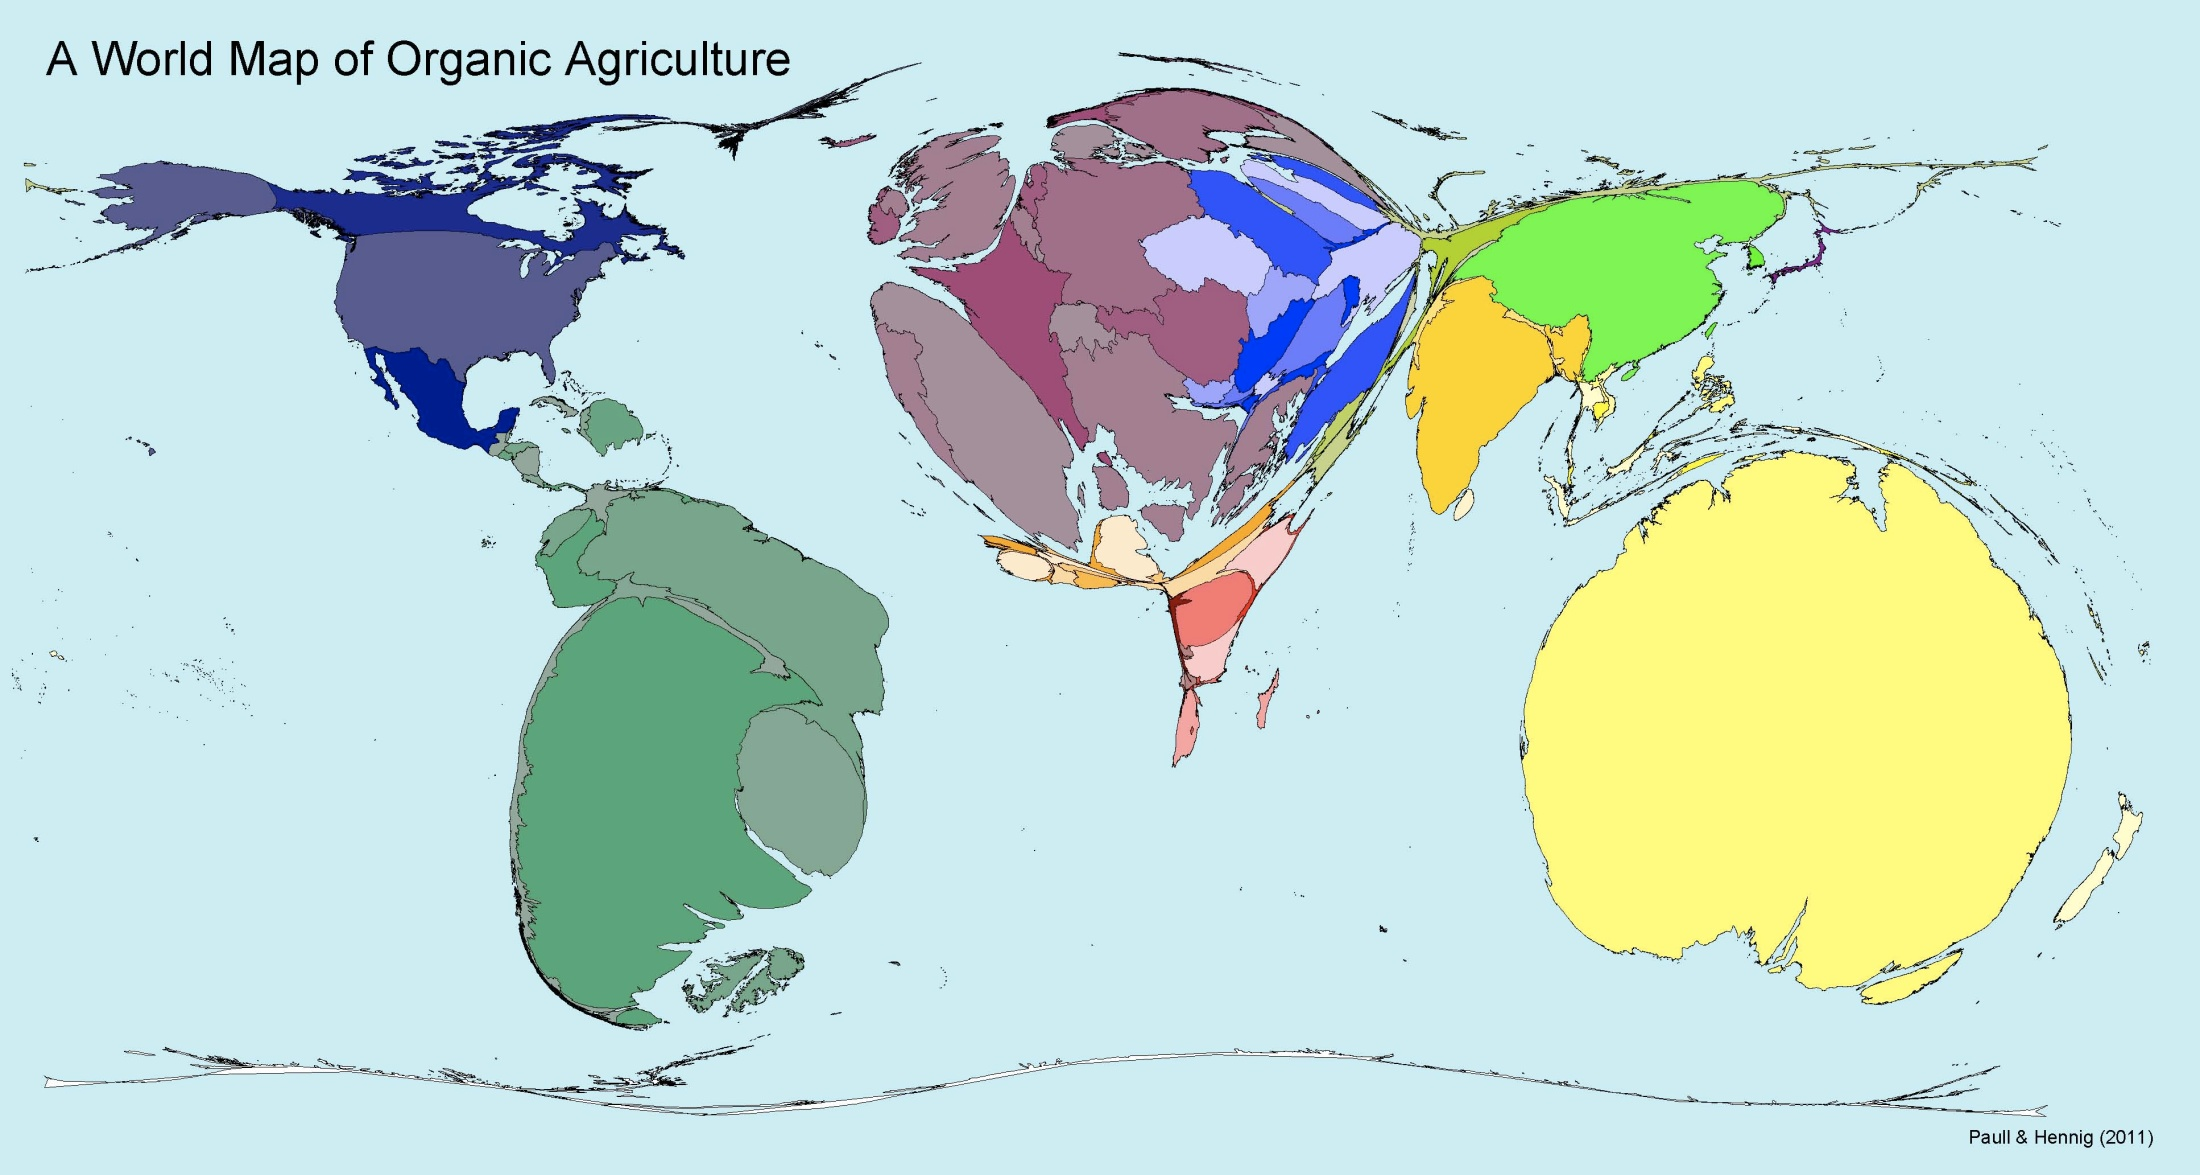 A World Map of Organic Agriculture
Paull & Hennig (2011)